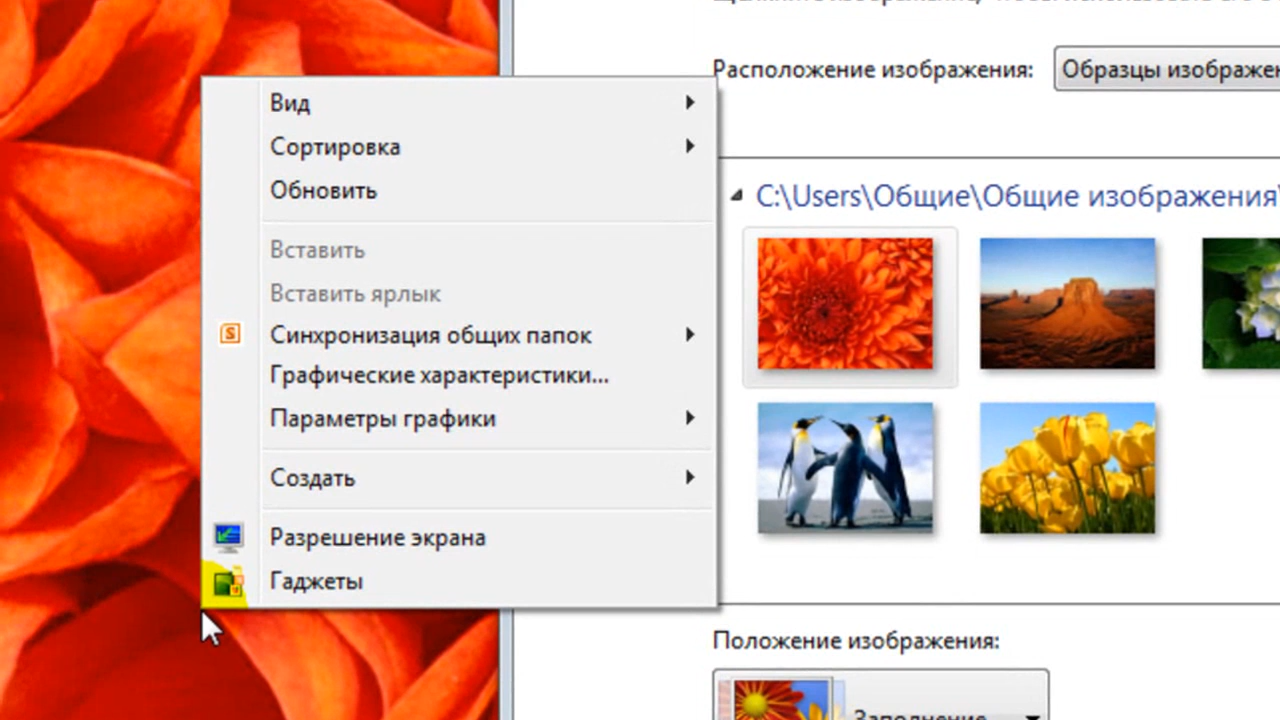 Расположение изображения:
Образцы изображен
Вид
Сортировка
Обновить
Вставить
Вставить ярлык
Синхронизация общих папок
Графические характеристики...
Параметры графики
Создать
Разрешение экрана
Гаджеты
C:\Users\Общие\Общие изображения\
Положение изображения:
Заполнение